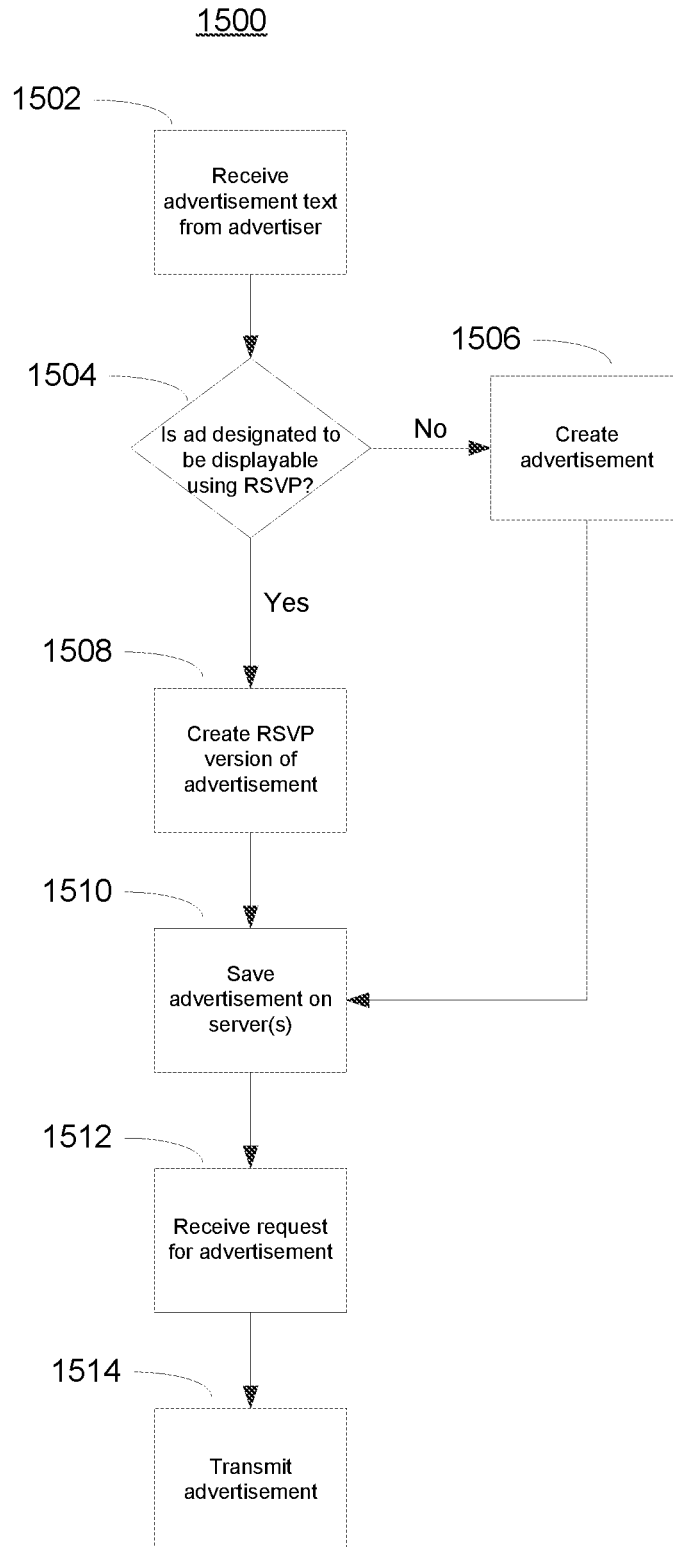 1500
1502
Receive
advertisement text
from advertiser
1504
Is ad designated to
be displayable
using RSVP?
No
1506
Create
advertisement
Yes
1508
Create RSVP
version of
advertisement
1510
Save
advertisement on
server(s)
1512
Receive request
for advertisement
1514
Transmit
advertisement